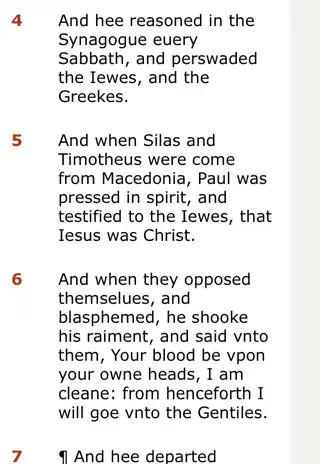 4 And hee reasoned in the
Synagogue euery
Sabbath, and perswaded
the Iewes, and the
Greekes.
5 And when Silas and
Timotheus were come
from Macedonia, Paul was
pressed in spirit, and
testified to the Iewes, that
Iesus was Christ.
6 And when they opposed
themselues, and
blasphemed, he shooke
his raiment, and said vnto
them, Your blood be vpon
your owne heads, I am
cleane: from henceforth I
will goe vnto the Gentiles.
7 ¶ And hee departed